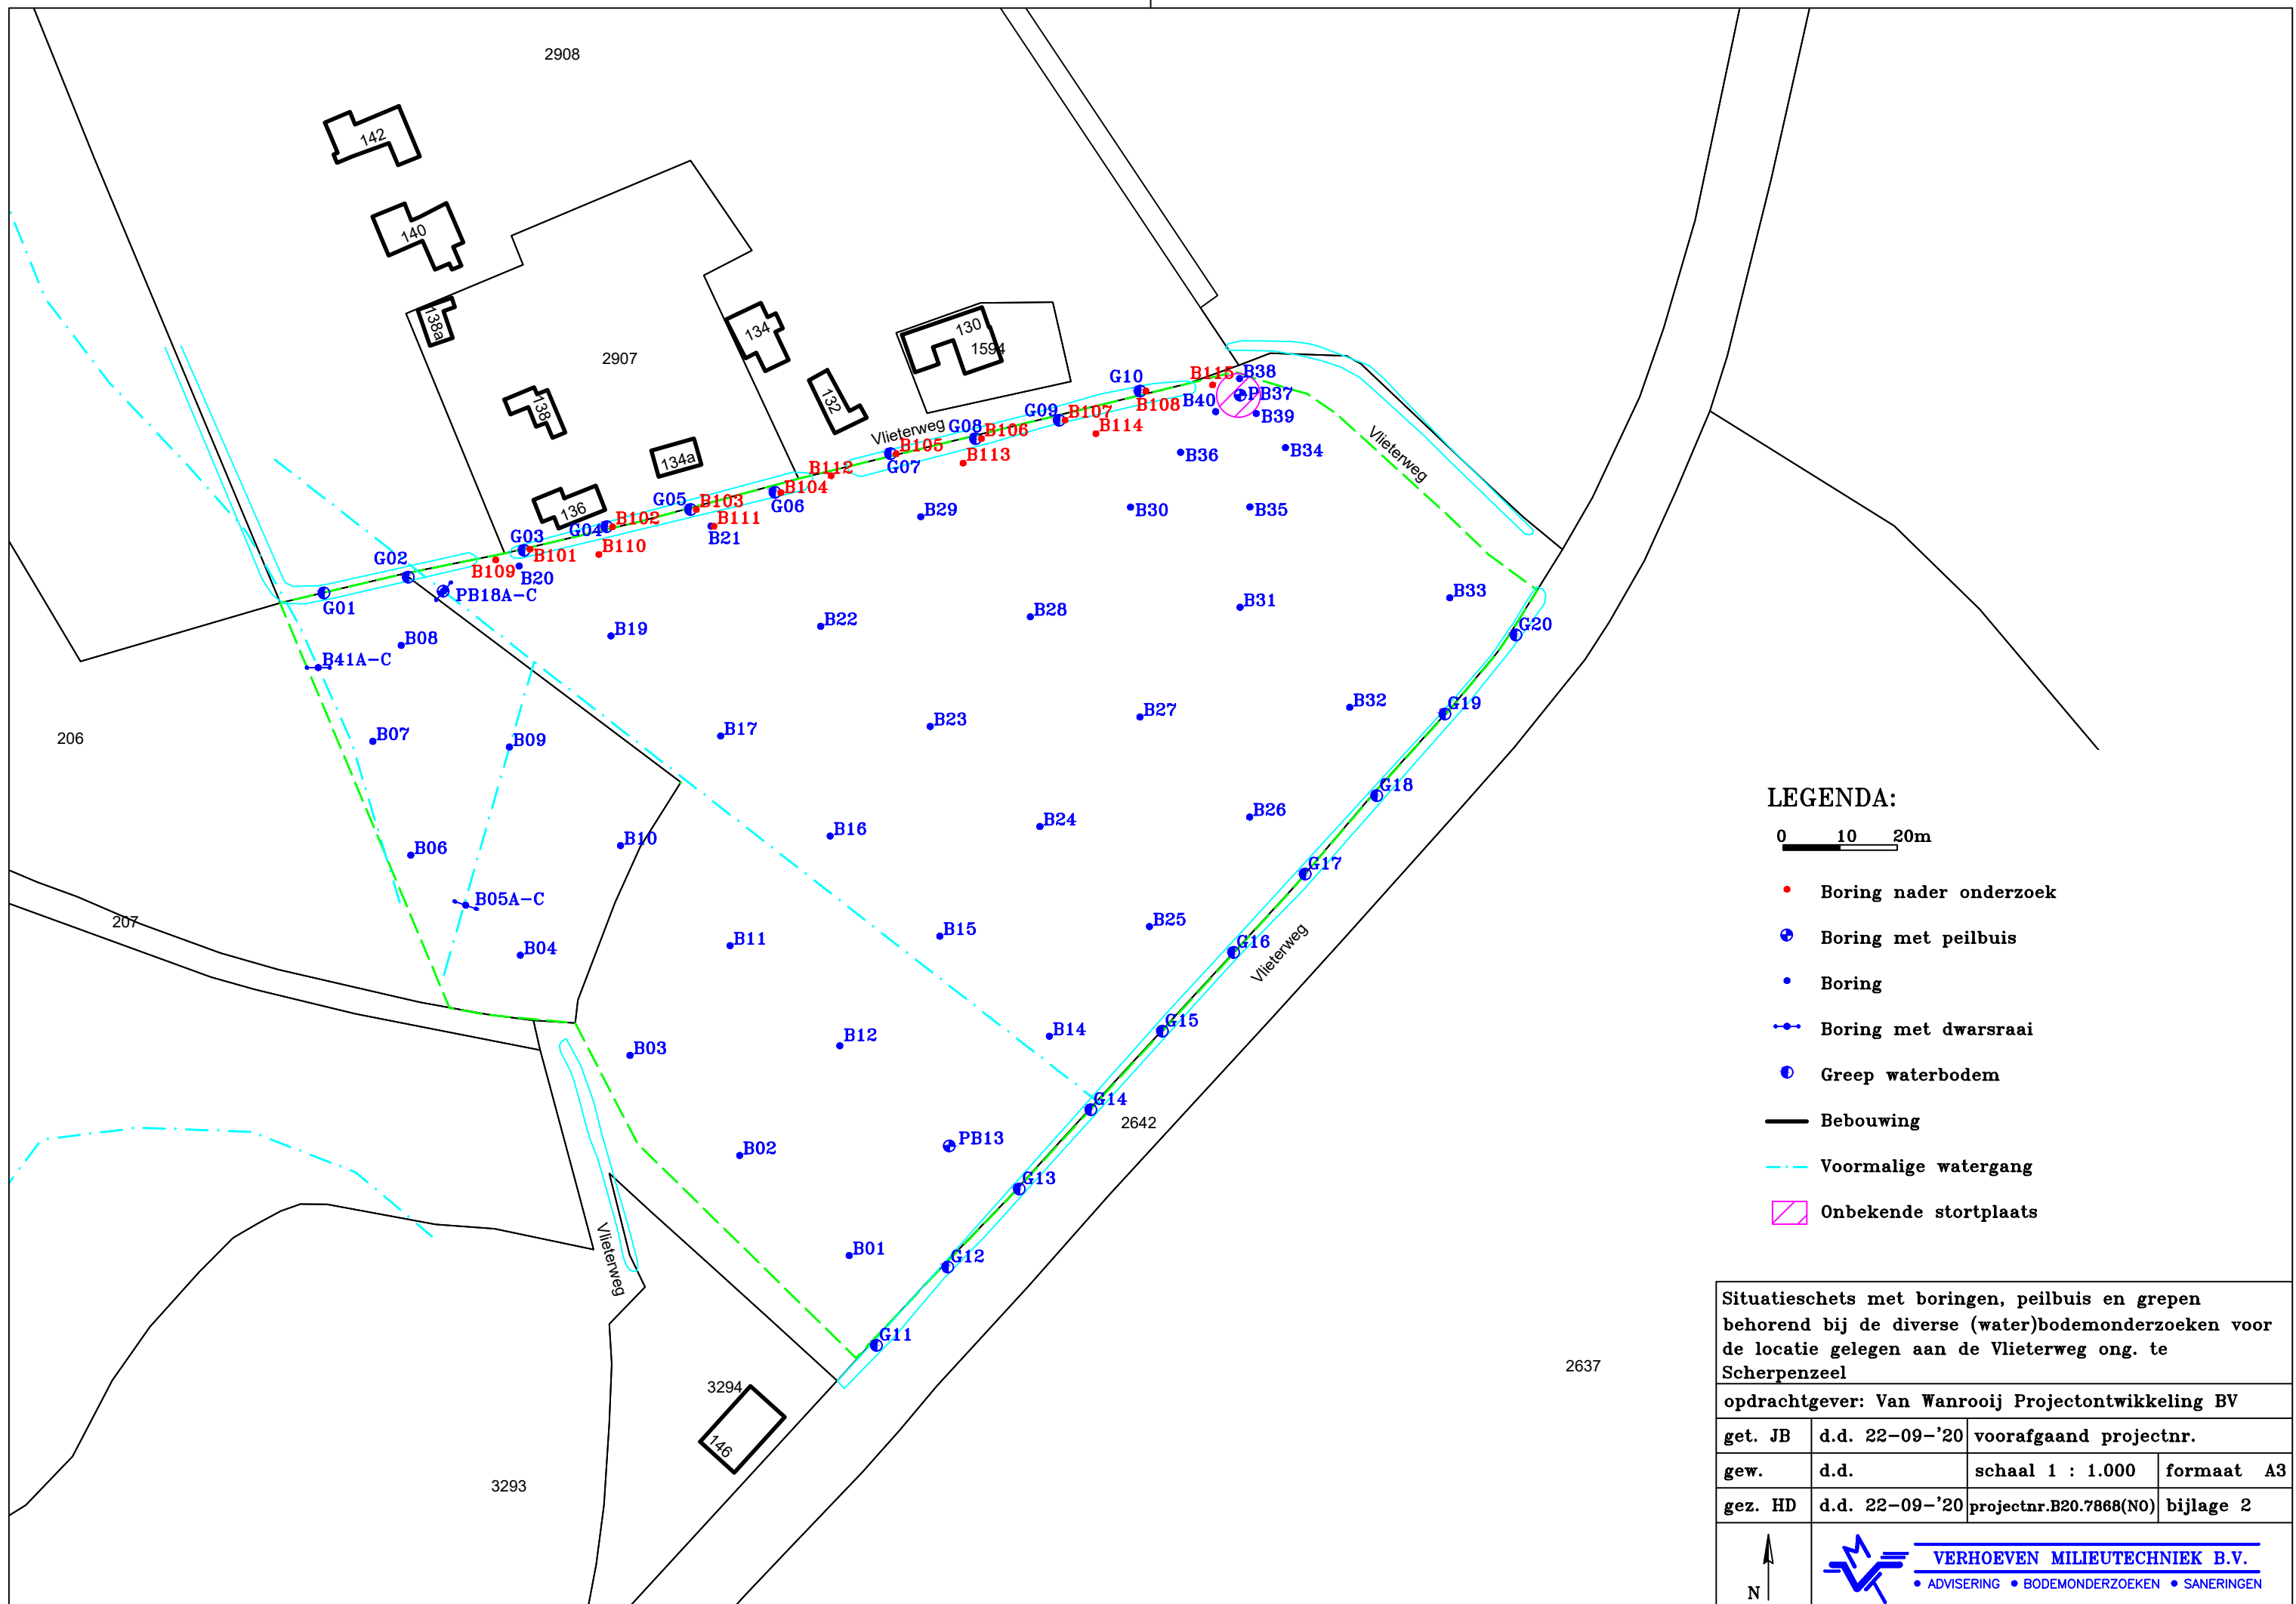 2908
142
140
138a
2907
134
130
1594
132
138
134a
136
Vlieterweg
G10
B115
B38
PB37
B108
B40
B39
G09
B107
B114
G08
B106
B36
B34
Vlieterweg
B105
G07
B113
B112
B104
G06
G05
B103
B29
B30
B35
B102
G04
B111
B21
G03
B101
B110
G02
B109
B20
PB18A-C
G01
B33
B31
B28
B22
B19
G20
B08
B41A-C
B32
G19
B27
B23
B17
206
B07
B09
G18
B26
B24
B16
B10
B06
G17
B05A-C
207
B25
B15
B11
B04
G16
Vlieterweg
G15
B14
B12
B03
G14
2642
PB13
B02
G13
B01
G12
Vlieterweg
G11
3294
146
3293
2637
LEGENDA:
0 10 20m
Boring nader onderzoek
Boring met peilbuis
Boring
Boring met dwarsraai
Greep waterbodem
Bebouwing
Voormalige watergang
Onbekende stortplaats
Situatieschets met boringen, peilbuis en grepen
behorend bij de diverse (water)bodemonderzoeken voor
de locatie gelegen aan de Vlieterweg ong. te
Scherpenzeel
opdrachtgever: Van Wanrooij Projectontwikkeling BV
get. JB d.d. 22-09-'20 voorafgaand projectnr.
gew. d.d. schaal 1 : 1.000 formaat A3
gez. HD d.d. 22-09-'20 projectnr.B20.7868(NO) bijlage 2
N
VERHOEVEN MILIEUTECHNIEK B.V.
• ADVISERING • BODEMONDERZOEKEN • SANERINGEN